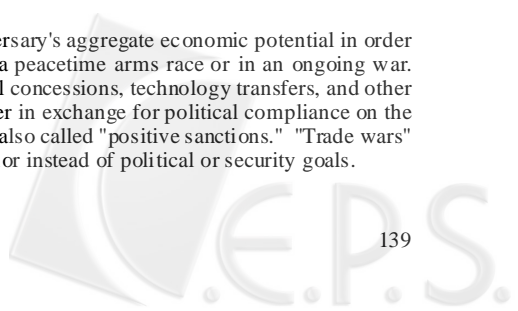 ersary's aggregate economic potential in order
a peacetime arms race or in an ongoing war.
l concessions, technology transfers, and other
er in exchange for political compliance on the
also called "positive sanctions." "Trade wars"
or instead of political or security goals.
139
C.E.P.S.